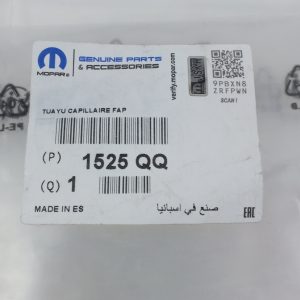 MOPAR®
GENUINE PARTS
& ACCESSORIES
verify.mopar.com
9PBXN8
ZRFPWN
SCAN!
TUAYU CAPILLAIRE FAP
(P) 1525 QQ
(Q) 1
MADE IN ES
صنع في اسبانيا
EAC